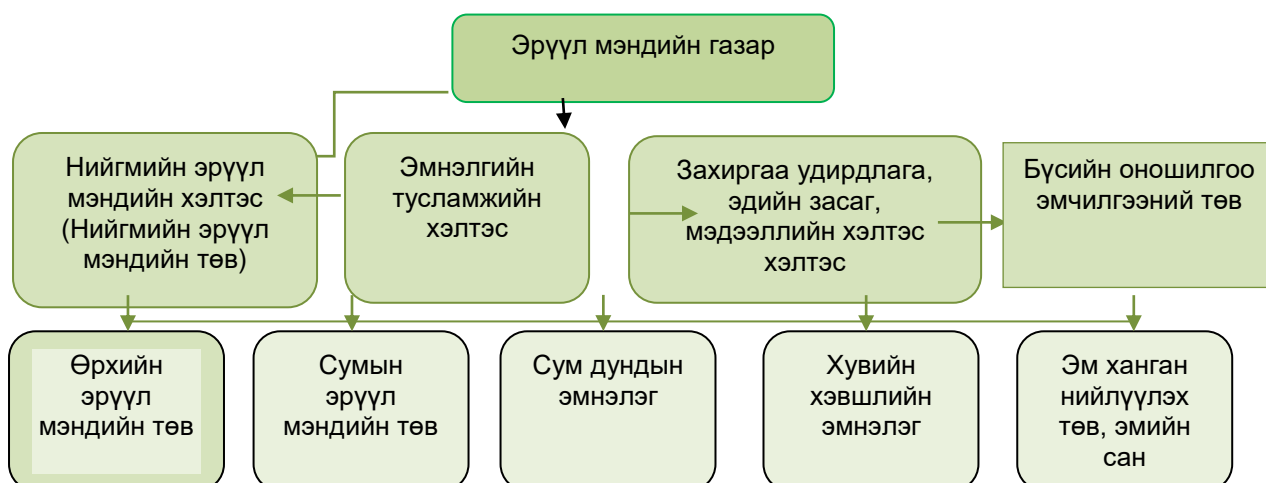 Эрүүл мэндийн газар
Нийгмийн эрүүл
мэндийн хэлтэс
(Нийгмийн эрүүл
мэндийн төв)
Эмнэлгийн
тусламжийн
хэлтэс
Захиргаа удирдлага,
эдийн засаг,
мэдээллийн хэлтэс
хэлтэс
Бүсийн оношилгоо
эмчилгээний төв
Өрхийн
эрүүл
мэндийн төв
Сумын
эрүүл
мэндийн төв
Сум дундын
эмнэлэг
Хувийн
хэвшлийн
эмнэлэг
Эм ханган
нийлүүлэх
төв, эмийн
сан